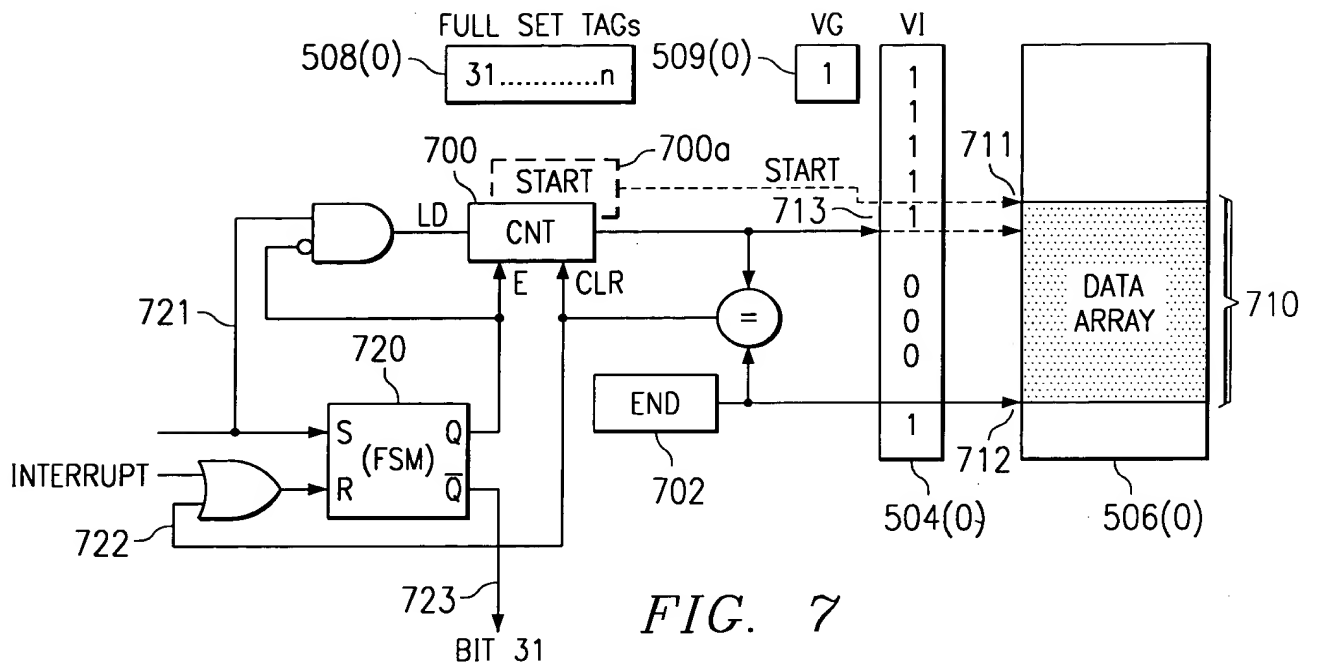 FULL SET TAGs
VG
VI
508(0)
31............n
509(0)
1
1
1
1
1
1
0
0
0
1
700
700a
START
START
711
LD
CNT
713
E
CLR
721
=
DATA
ARRAY
710
720
END
S
Q
(FSM)
R
Q̅
INTERRUPT
702
712
722
504(0)
506(0)
723
BIT 31
FIG. 7